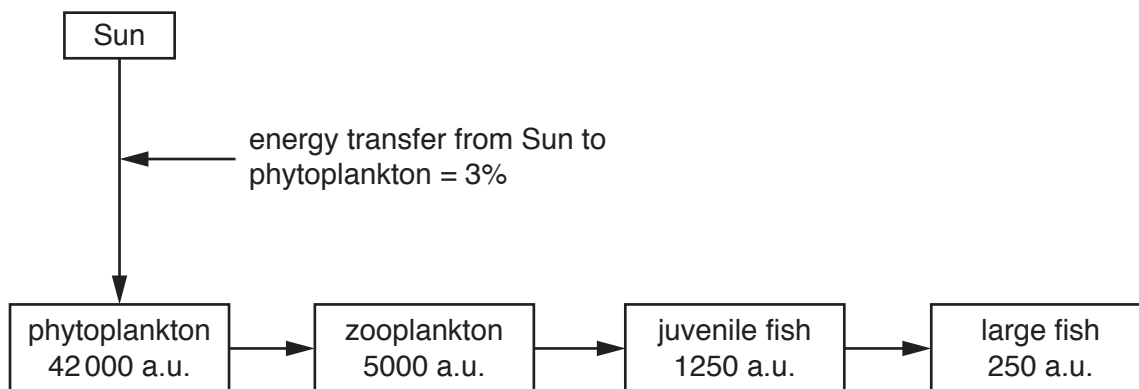 Sun
energy transfer from Sun to
phytoplankton = 3%
phytoplankton
42 000 a.u.
zooplankton
5000 a.u.
juvenile fish
1250 a.u.
large fish
250 a.u.